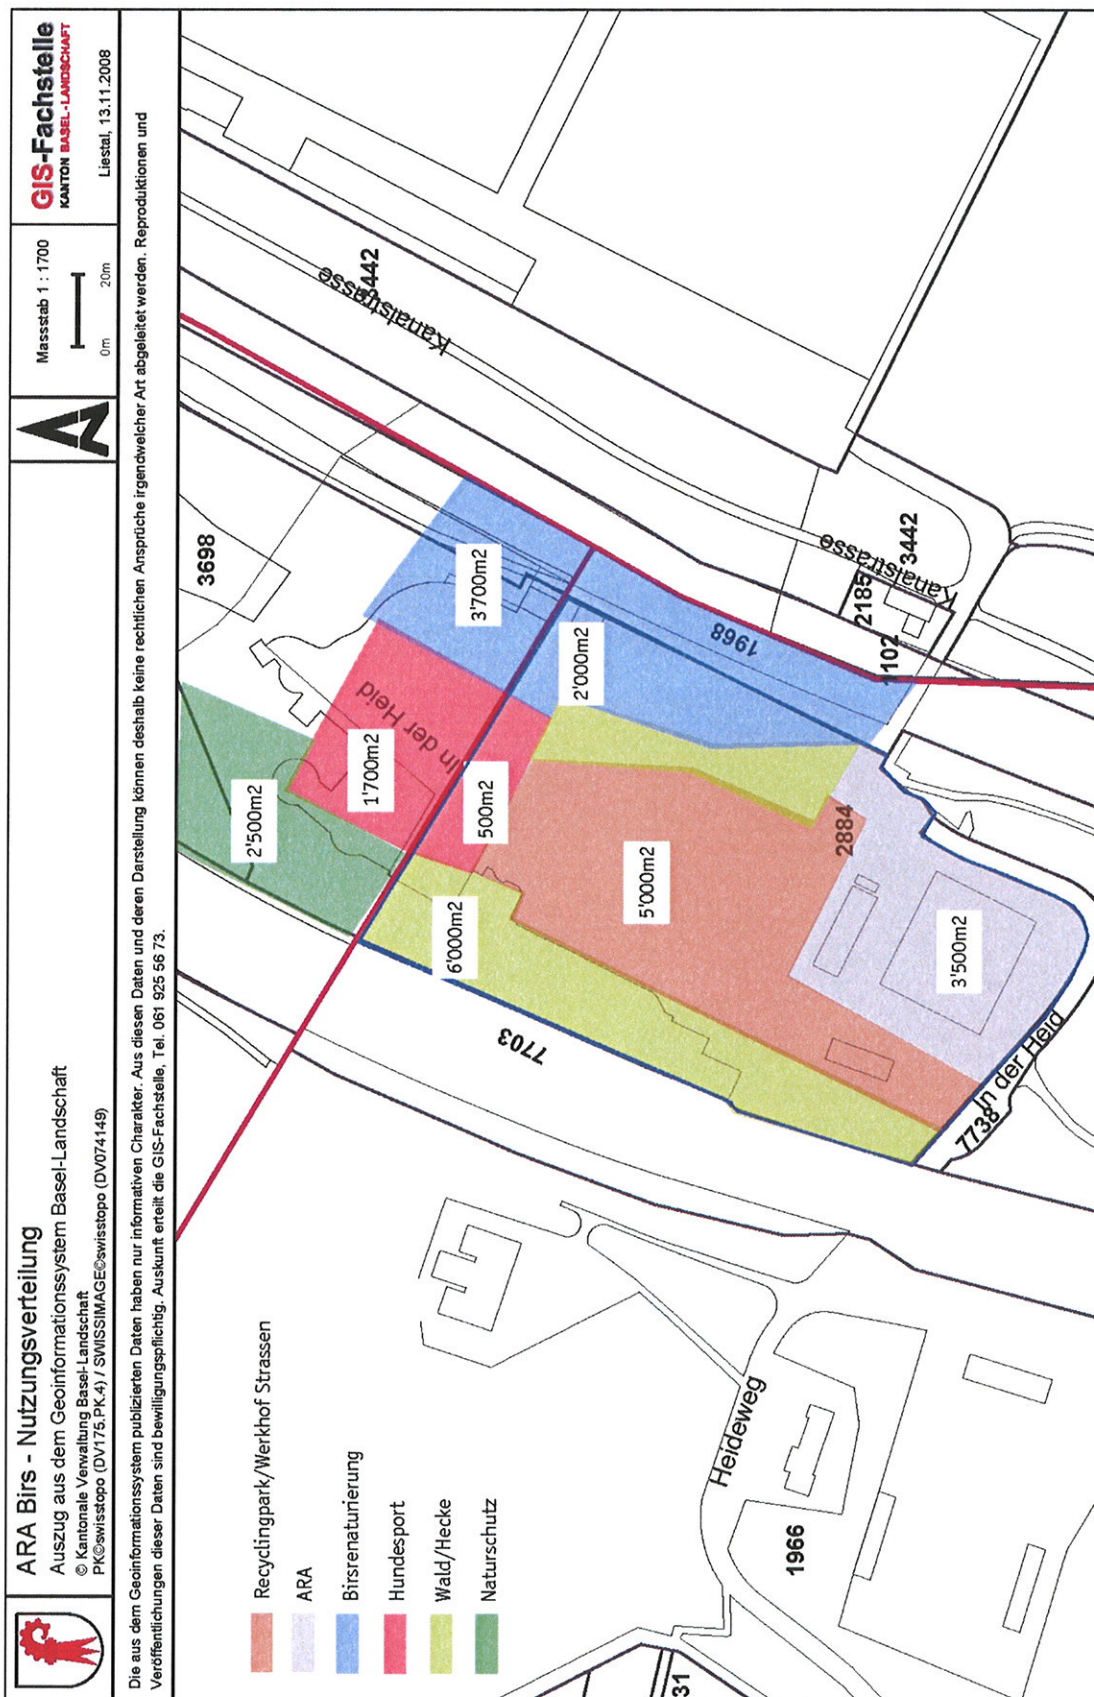 ARA Birs - Nutzungsverteilung
Auszug aus dem Geoinformationssystem Basel-Landschaft
© Kantonale Verwaltung Basel-Landschaft
PK©swisstopo (DV175.PK.4) / SWISSIMAGE©swisstopo (DV074149)
Massstab 1 : 1700
0m 20m
GIS-Fachstelle
KANTON BASEL-LANDSCHAFT
Liestal, 13.11.2008
Die aus dem Geoinformationssystem publizierten Daten haben nur informativen Charakter. Aus diesen Daten und deren Darstellung können deshalb keine rechtlichen Ansprüche irgendwelcher Art abgeleitet werden. Reproduktionen und
Veröffentlichungen dieser Daten sind bewilligungspflichtig. Auskunft erteilt die GIS-Fachstelle, Tel. 061 925 56 73.
Recyclingpark/Werkhof Strassen
ARA
Birsrenaturierung
Hundesport
Wald/Hecke
Naturschutz
3698
2'500m2
1'700m2
In der Heid
3'700m2
Kanalstrasse
3442
500m2
6'000m2
2'000m2
7703
5'000m2
1968
2884
Kanalstrasse
2185
3442
1102
3'500m2
In der Heid
7738
Heideweg
1966
31